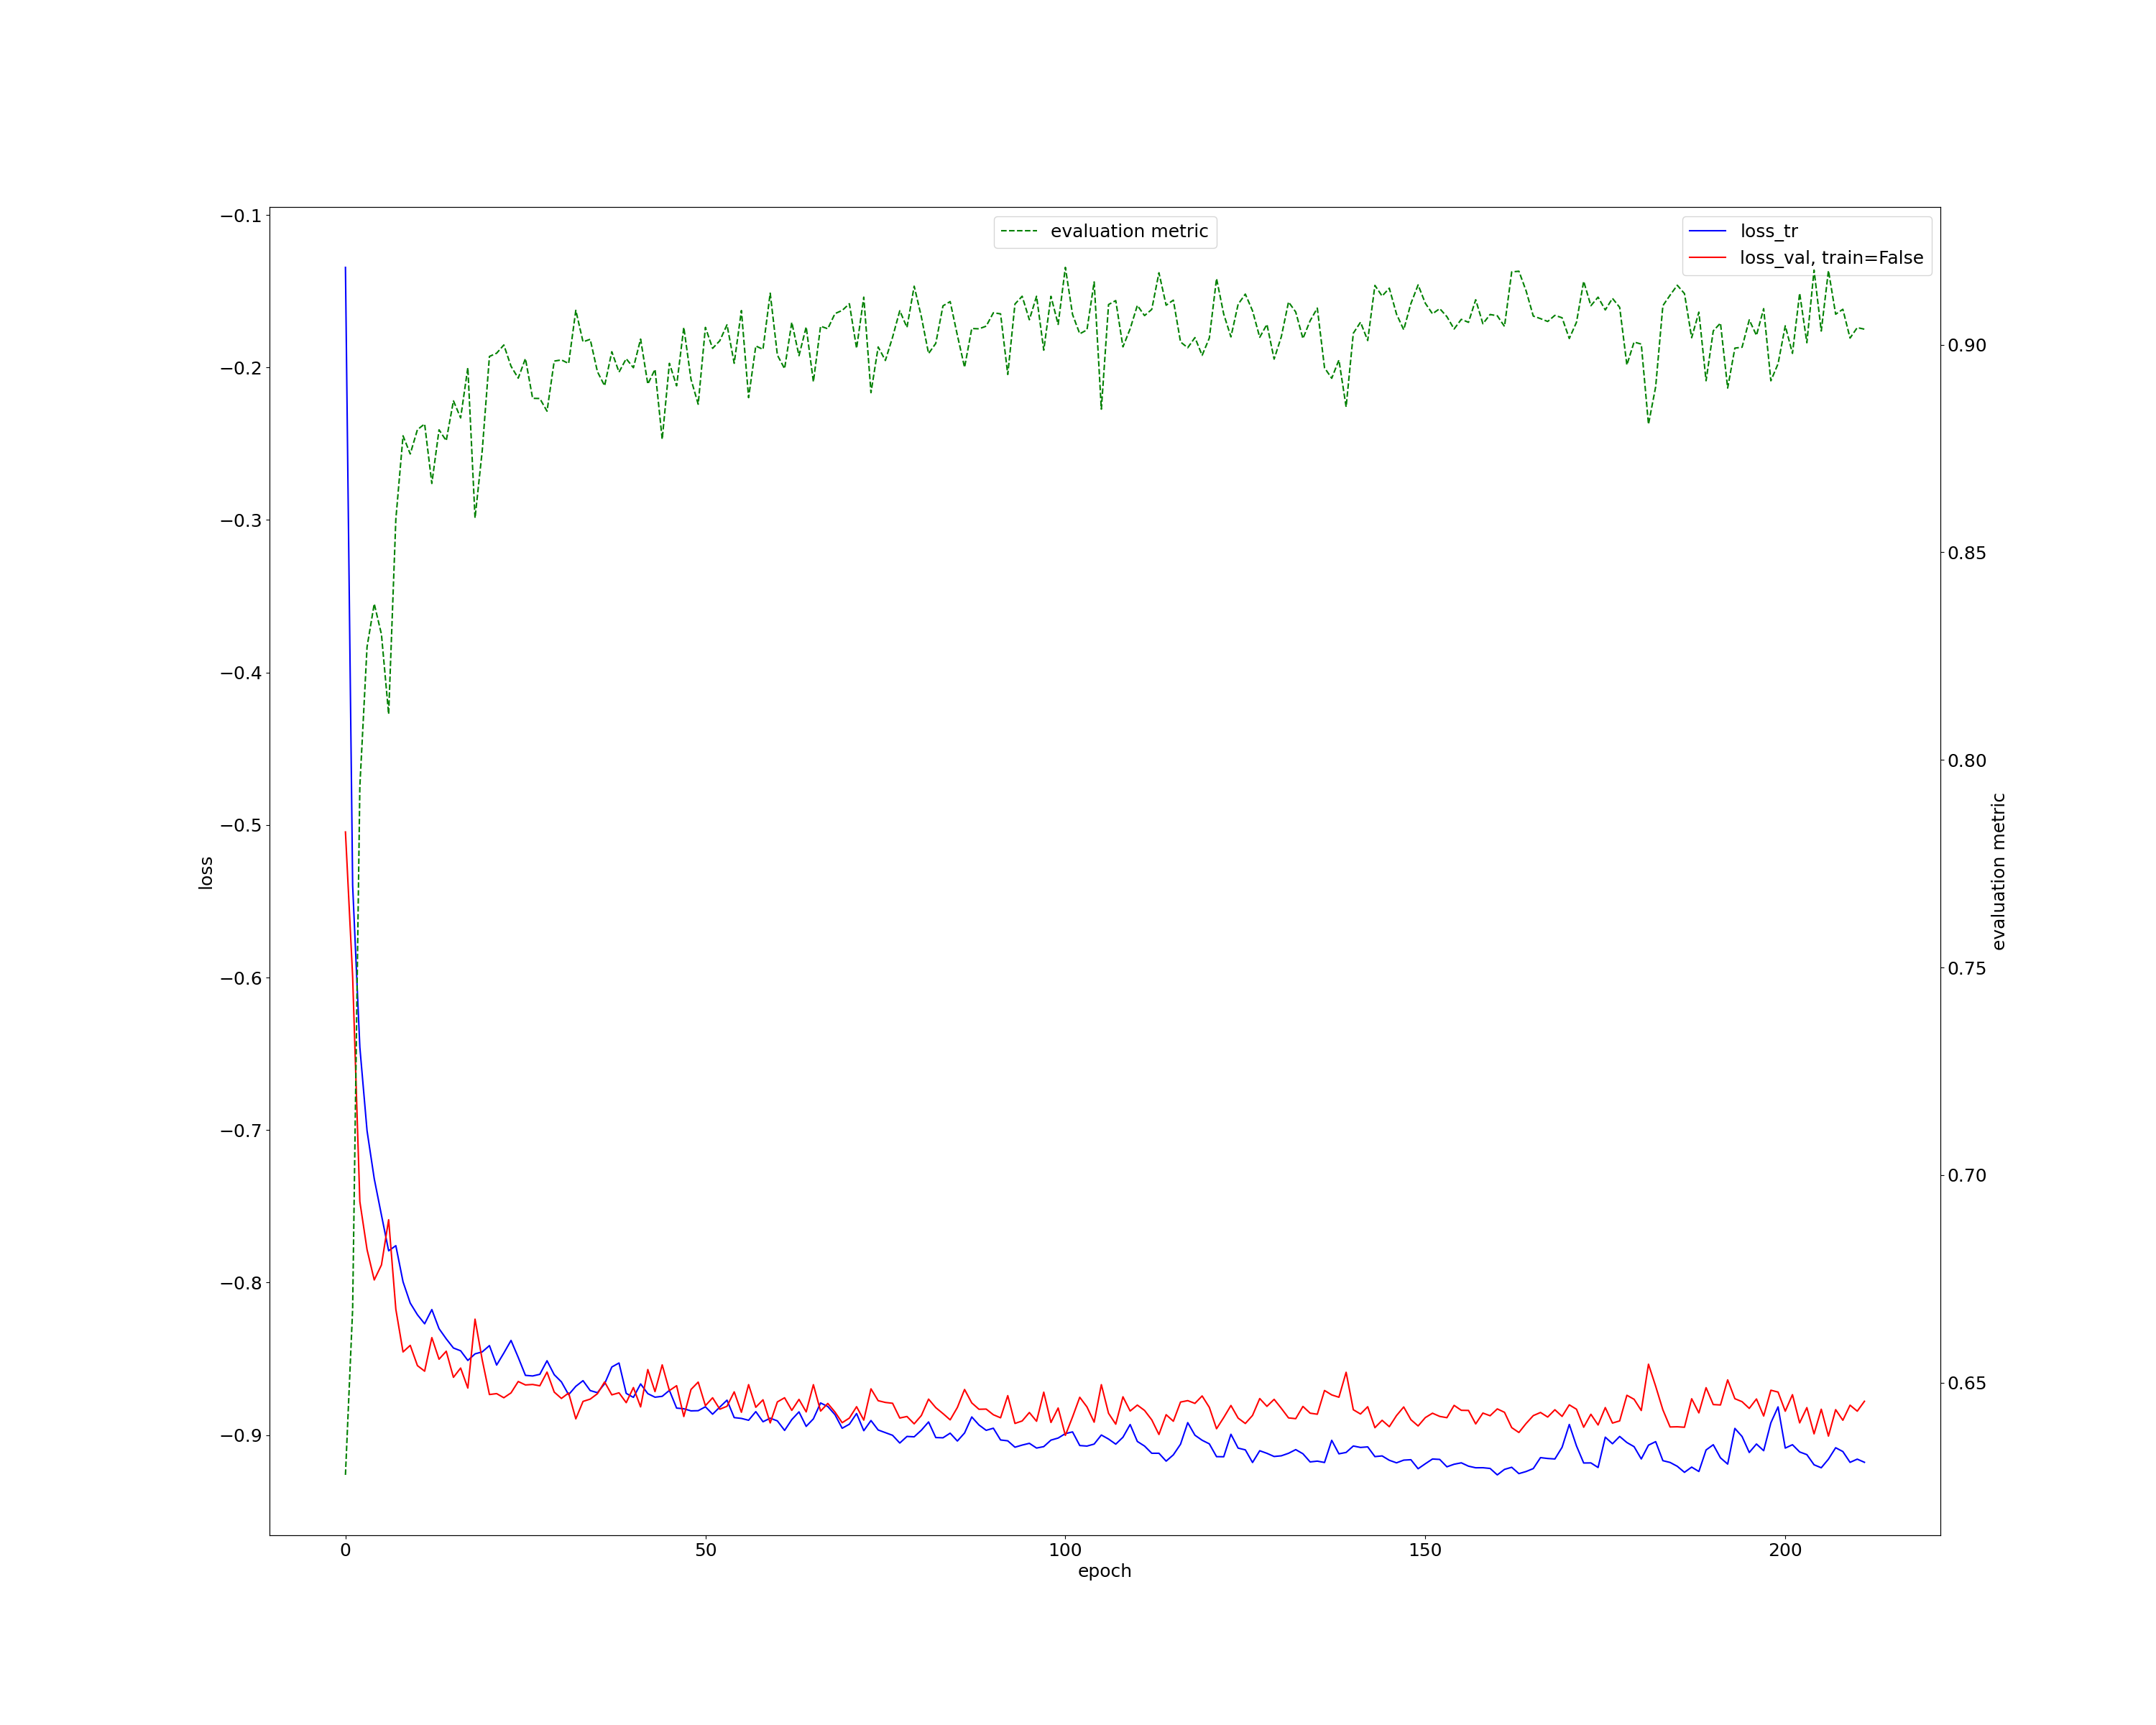 evaluation metric
loss_tr
loss_val, train=False
−0.1
−0.2
−0.3
−0.4
−0.5
−0.6
−0.7
−0.8
−0.9
loss
0.90
0.85
0.80
0.75
0.70
0.65
evaluation metric
0 50 100 150 200
epoch